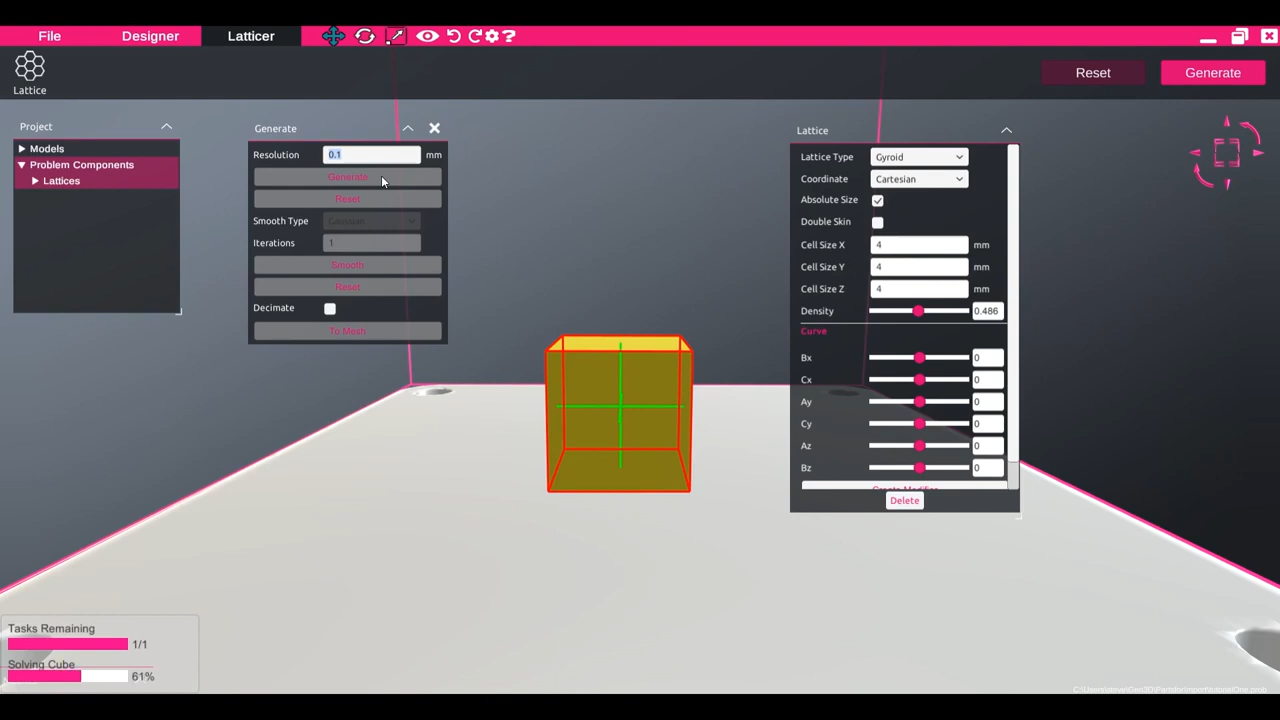 File Designer Latticer
Lattice
Reset Generate
Project
Models
Problem Components
Lattices
Generate
Resolution 0.1 mm
Generate
Reset
Smooth Type Gaussian
Iterations 1
Smooth
Reset
Decimate
To Mesh
Lattice
Lattice Type Gyroid
Coordinate Cartesian
Absolute Size
Double Skin
Cell Size X 4 mm
Cell Size Y 4 mm
Cell Size Z 4 mm
Density 0.486
Curve
Bx 0
Cx 0
Ay 0
Cy 0
Az 0
Bz 0
Create Modifier
Delete
Tasks Remaining
1/1
Solving Cube
61%